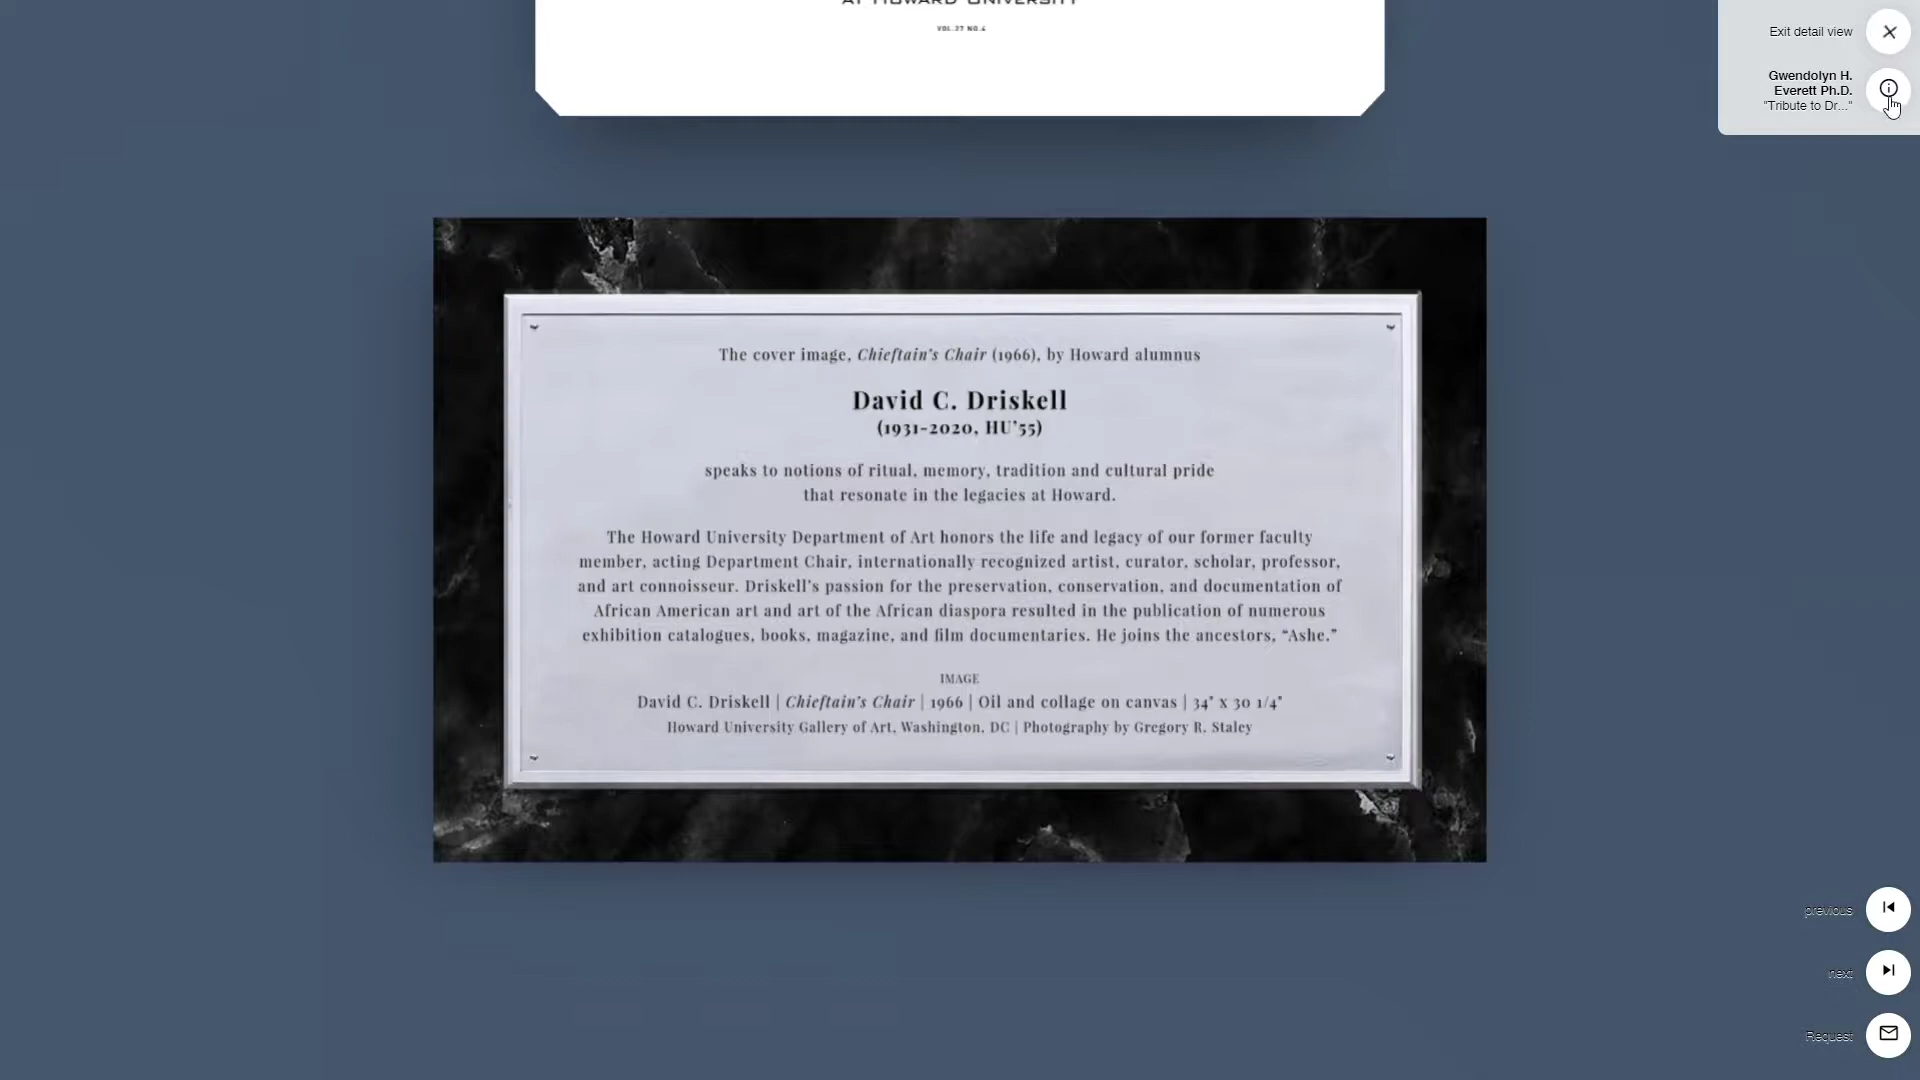 AT HOWARD UNIVERSITY
VOL.27 NO.4
Exit detail view
Gwendolyn H.
Everett Ph.D.
"Tribute to Dr..."
The cover image, Chieftain's Chair (1966), by Howard alumnus
David C. Driskell
(1931-2020, HU'55)
speaks to notions of ritual, memory, tradition and cultural pride
that resonate in the legacies at Howard.
The Howard University Department of Art honors the life and legacy of our former faculty
member, acting Department Chair, internationally recognized artist, curator, scholar, professor,
and art connoisseur. Driskell's passion for the preservation, conservation, and documentation of
African American art and art of the African diaspora resulted in the publication of numerous
exhibition catalogues, books, magazine, and film documentaries. He joins the ancestors, “Ashe.”
IMAGE
David C. Driskell | Chieftain's Chair | 1966 | Oil and collage on canvas | 34" x 30 1/4"
Howard University Gallery of Art, Washington, DC | Photography by Gregory R. Staley
previous
next
Request